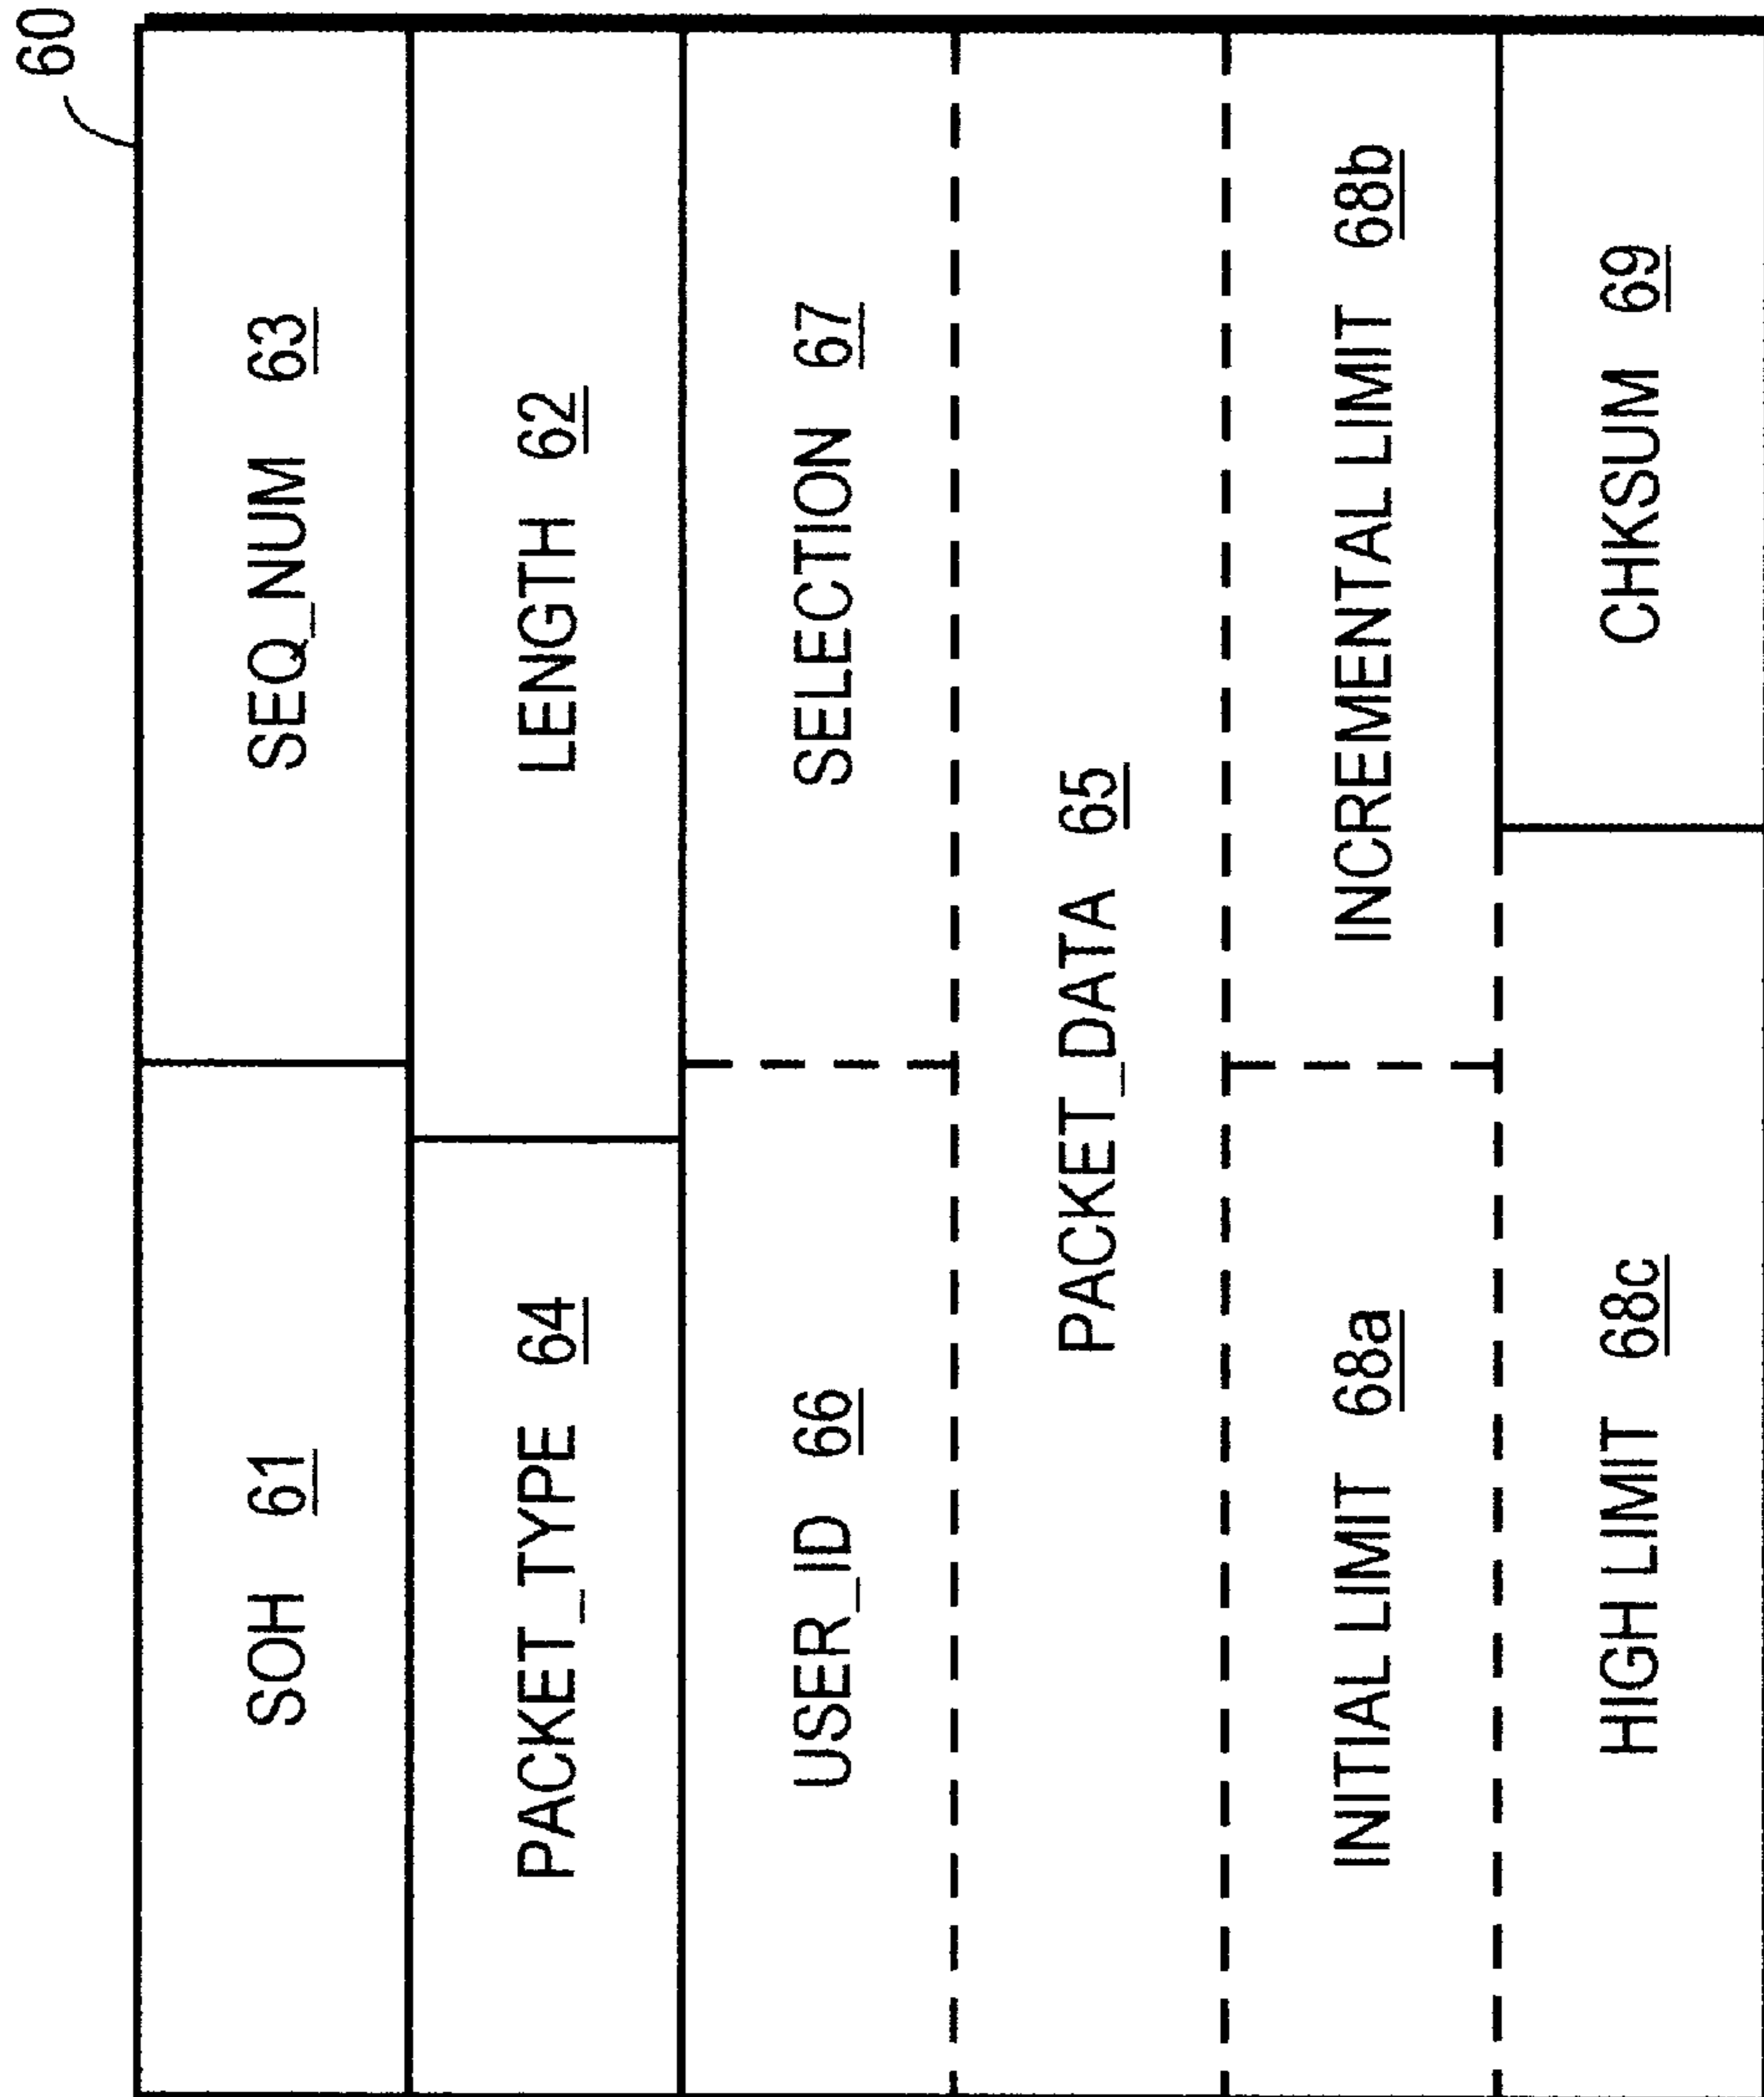 60
SOH 61 SEQ_NUM 63
PACKET_TYPE 64 LENGTH 62
USER_ID 66 SELECTION 67
PACKET_DATA 65
INITIAL LIMIT 68a INCREMENTAL LIMIT 68b
HIGH LIMIT 68c CHKSUM 69